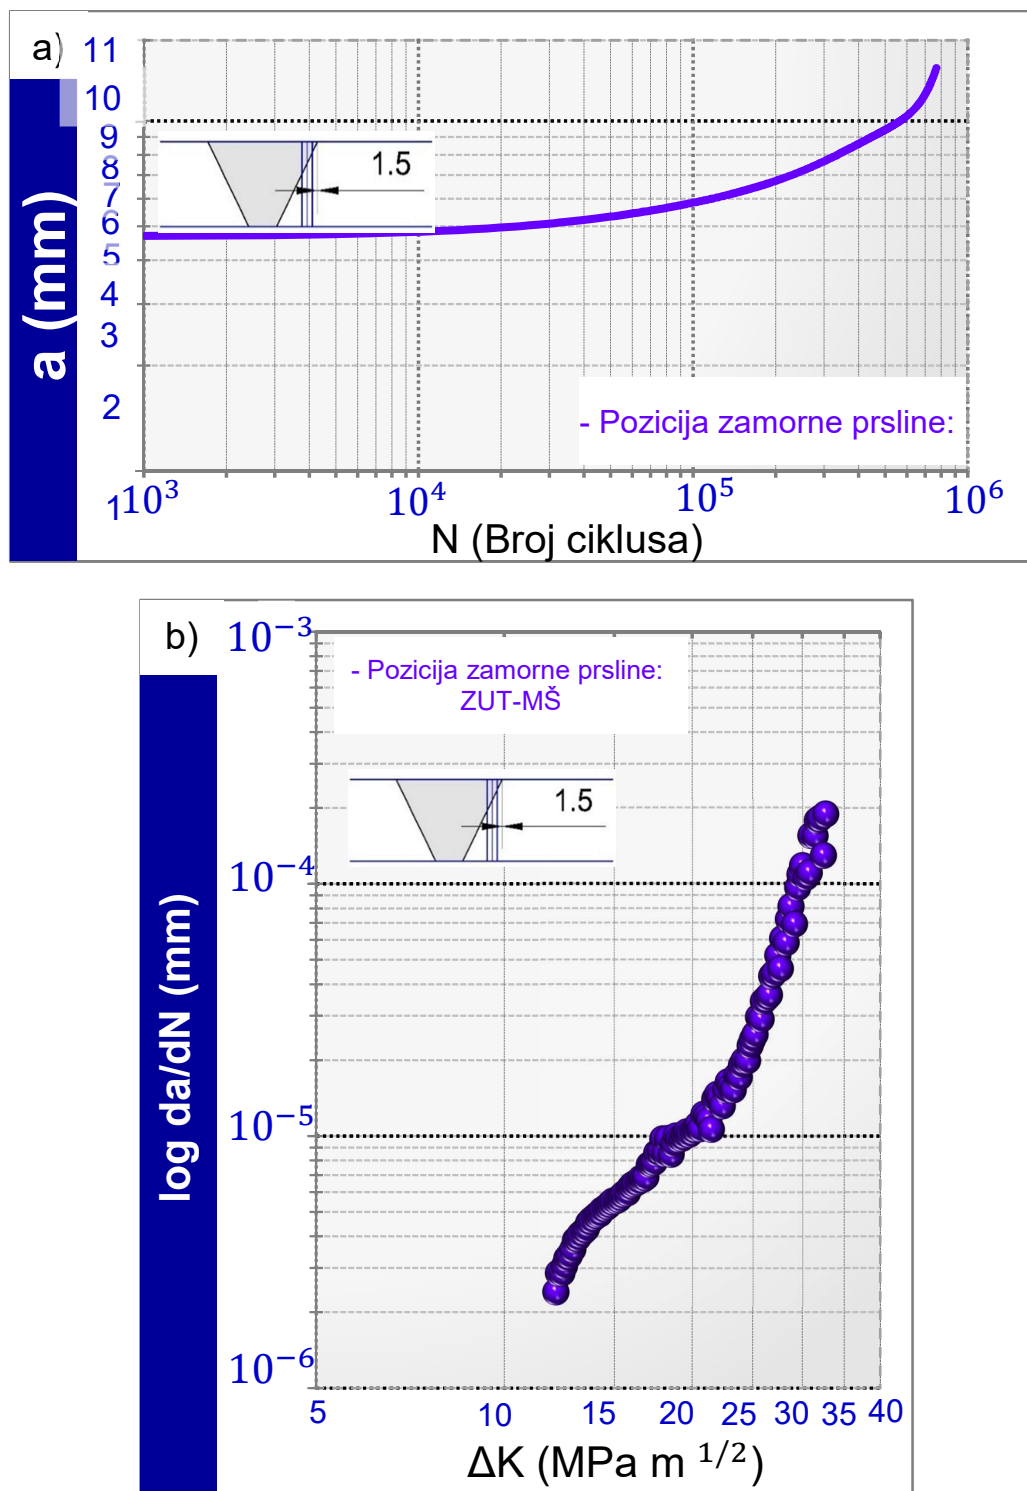 a)
11
10
9
8
7
6
5
4
3
2
1
a (mm)
1.5
- Pozicija zamorne prsline:
10³ 10⁴ 10⁵ 10⁶
N (Broj ciklusa)
b)
10⁻³
- Pozicija zamorne prsline:
ZUT-MŠ
1.5
10⁻⁴
log da/dN (mm)
10⁻⁵
10⁻⁶
5 10 15 20 25 30 35 40
ΔK (MPa m ¹/²)